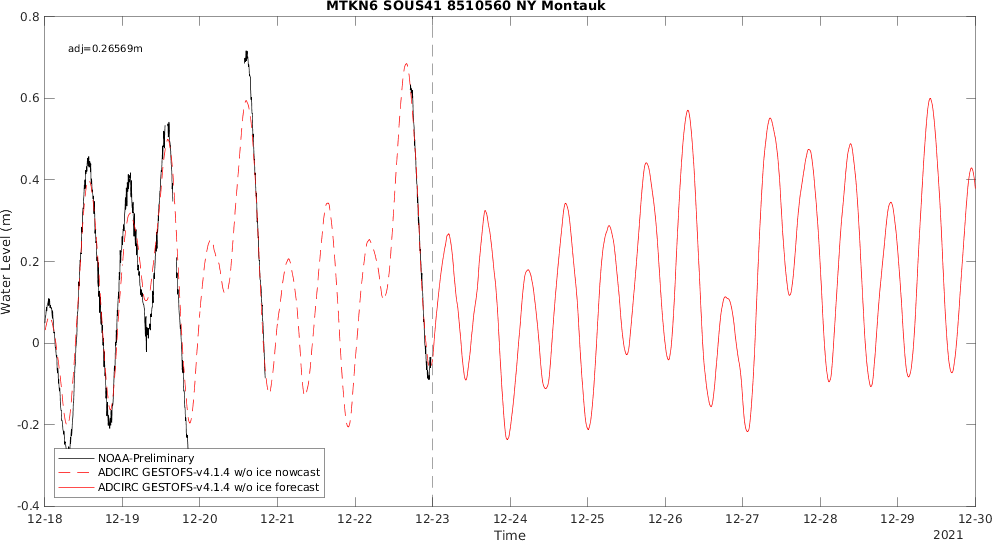 MTKN6 SOUS41 8510560 NY Montauk
adj=0.26569m
0.8
0.6
0.4
0.2
0
-0.2
-0.4
Water Level (m)
NOAA-Preliminary
ADCIRC GESTOFS-v4.1.4 w/o ice nowcast
ADCIRC GESTOFS-v4.1.4 w/o ice forecast
12-18 12-19 12-20 12-21 12-22 12-23 12-24 12-25 12-26 12-27 12-28 12-29 12-30
Time
2021